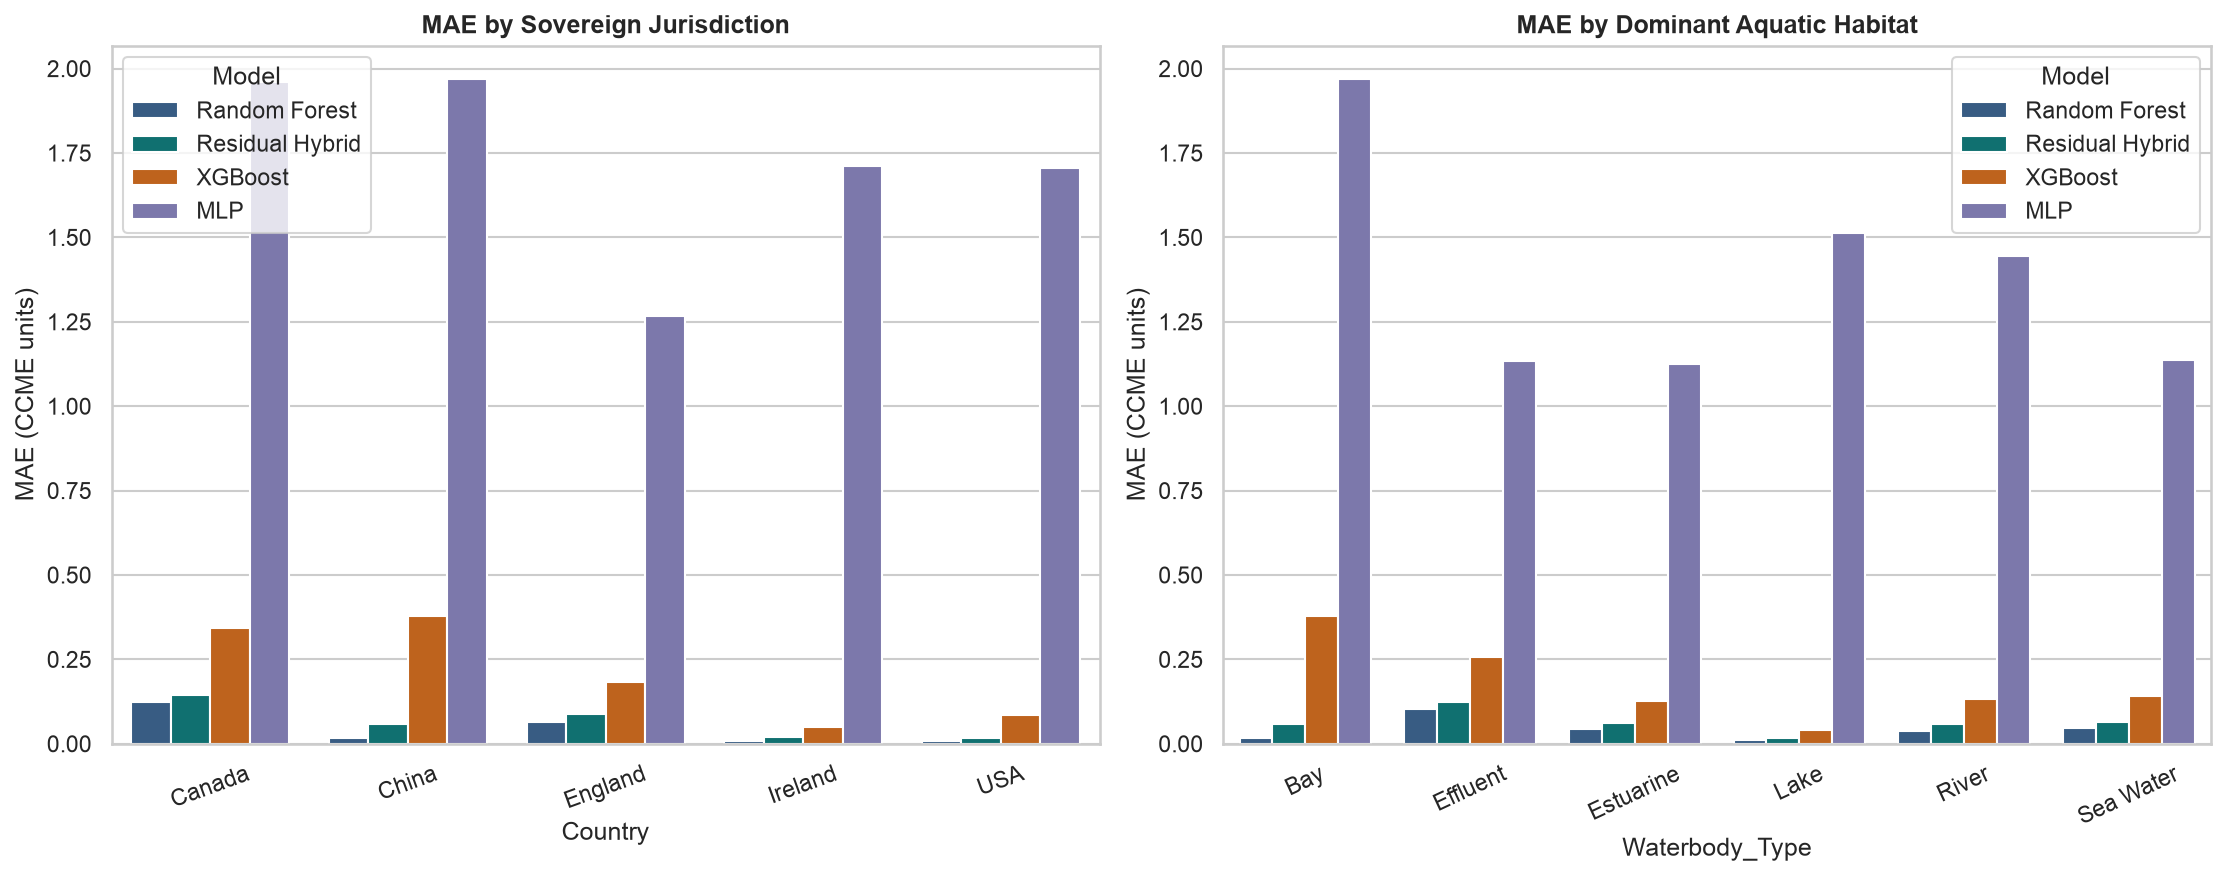 MAE by Sovereign Jurisdiction
MAE (CCME units)
2.00
1.75
1.50
1.25
1.00
0.75
0.50
0.25
0.00
Model
Random Forest
Residual Hybrid
XGBoost
MLP
Canada
China
England
Ireland
USA
Country
MAE by Dominant Aquatic Habitat
MAE (CCME units)
2.00
1.75
1.50
1.25
1.00
0.75
0.50
0.25
0.00
Model
Random Forest
Residual Hybrid
XGBoost
MLP
Bay
Effluent
Estuarine
Lake
River
Sea Water
Waterbody_Type